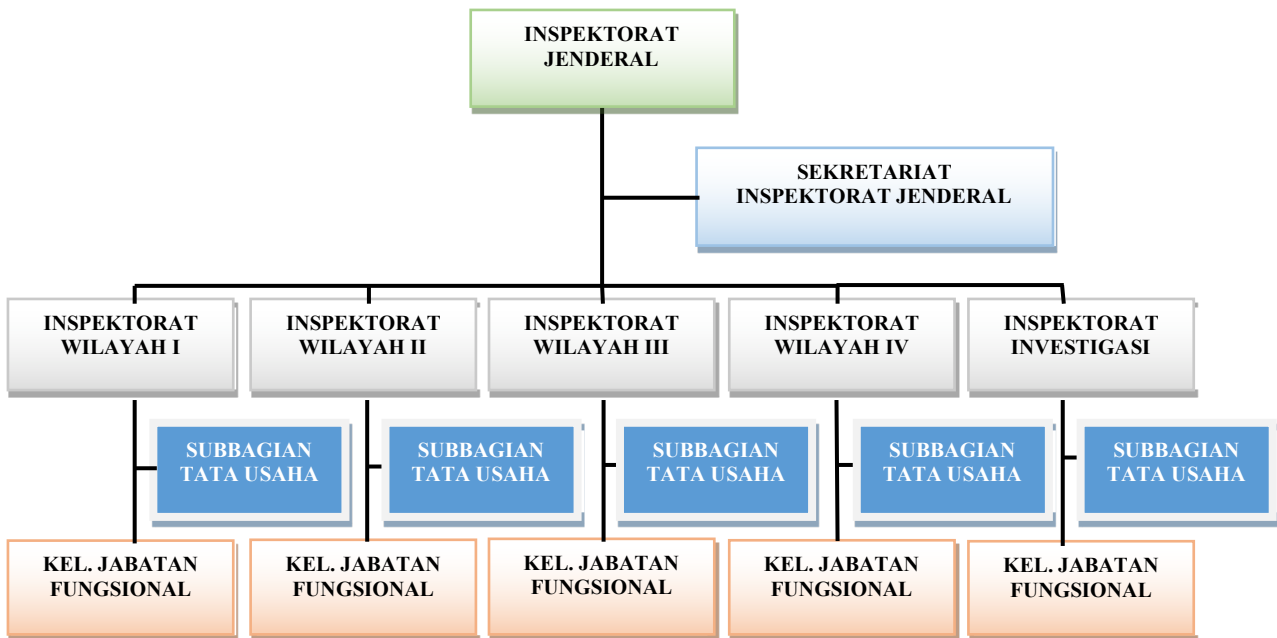 INSPEKTORAT
JENDERAL
SEKRETARIAT
INSPEKTORAT JENDERAL
INSPEKTORAT
WILAYAH I
INSPEKTORAT
WILAYAH II
INSPEKTORAT
WILAYAH III
INSPEKTORAT
WILAYAH IV
INSPEKTORAT
INVESTIGASI
SUBBAGIAN
TATA USAHA
SUBBAGIAN
TATA USAHA
SUBBAGIAN
TATA USAHA
SUBBAGIAN
TATA USAHA
SUBBAGIAN
TATA USAHA
KEL. JABATAN
FUNGSIONAL
KEL. JABATAN
FUNGSIONAL
KEL. JABATAN
FUNGSIONAL
KEL. JABATAN
FUNGSIONAL
KEL. JABATAN
FUNGSIONAL